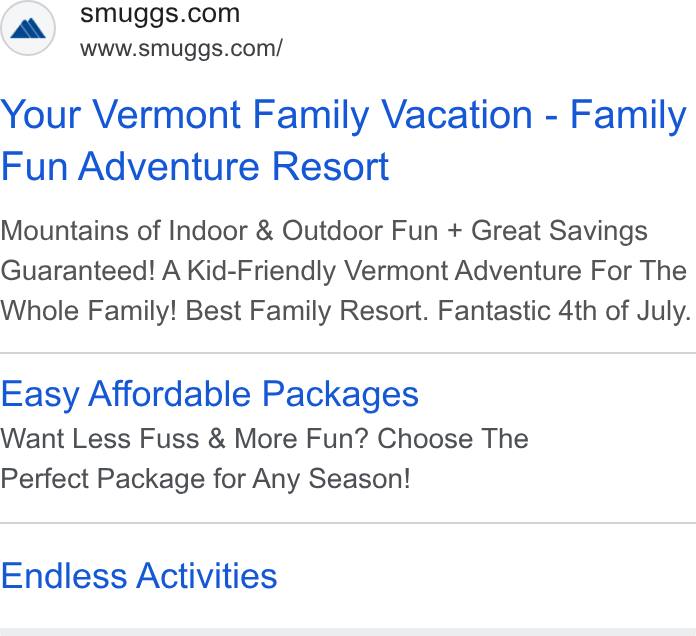 smuggs.com
www.smuggs.com/
Your Vermont Family Vacation - Family
Fun Adventure Resort
Mountains of Indoor & Outdoor Fun + Great Savings
Guaranteed! A Kid-Friendly Vermont Adventure For The
Whole Family! Best Family Resort. Fantastic 4th of July.
Easy Affordable Packages
Want Less Fuss & More Fun? Choose The
Perfect Package for Any Season!
Endless Activities